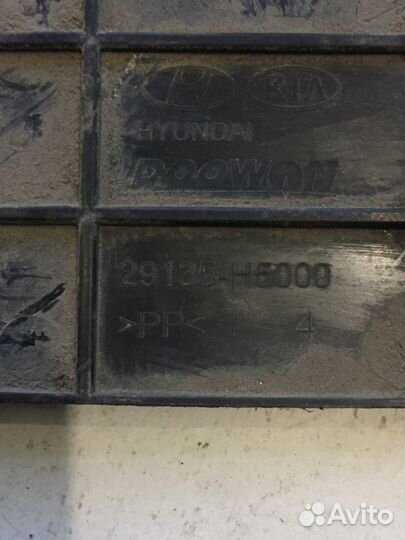 KIA
HYUNDAI
DOOWON
29135-H5000
>PP< 4
Avito